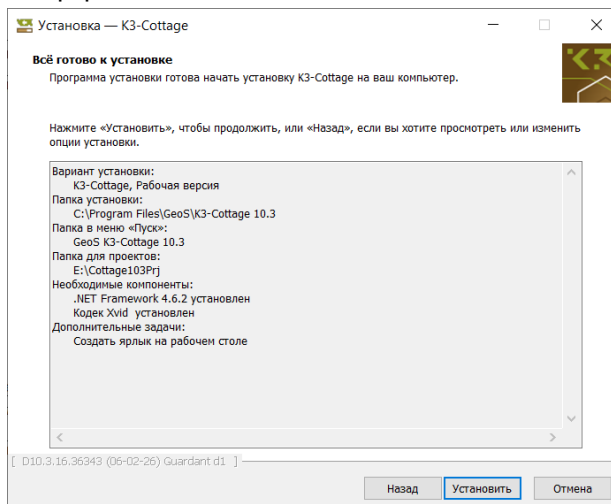 Установка — K3-Cottage
Всё готово к установке
Программа установки готова начать установку K3-Cottage на ваш компьютер.
Нажмите «Установить», чтобы продолжить, или «Назад», если вы хотите просмотреть или изменить
опции установки.
Вариант установки:
K3-Cottage, Рабочая версия
Папка установки:
C:\Program Files\GeoS\K3-Cottage 10.3
Папка в меню «Пуск»:
GeoS K3-Cottage 10.3
Папка для проектов:
E:\Cottage103Prj
Необходимые компоненты:
.NET Framework 4.6.2 установлен
Кодек Xvid  установлен
Дополнительные задачи:
Создать ярлык на рабочем столе
[ D10.3.16.36343 (06-02-26) Guardant d1 ]
Назад Установить Отмена